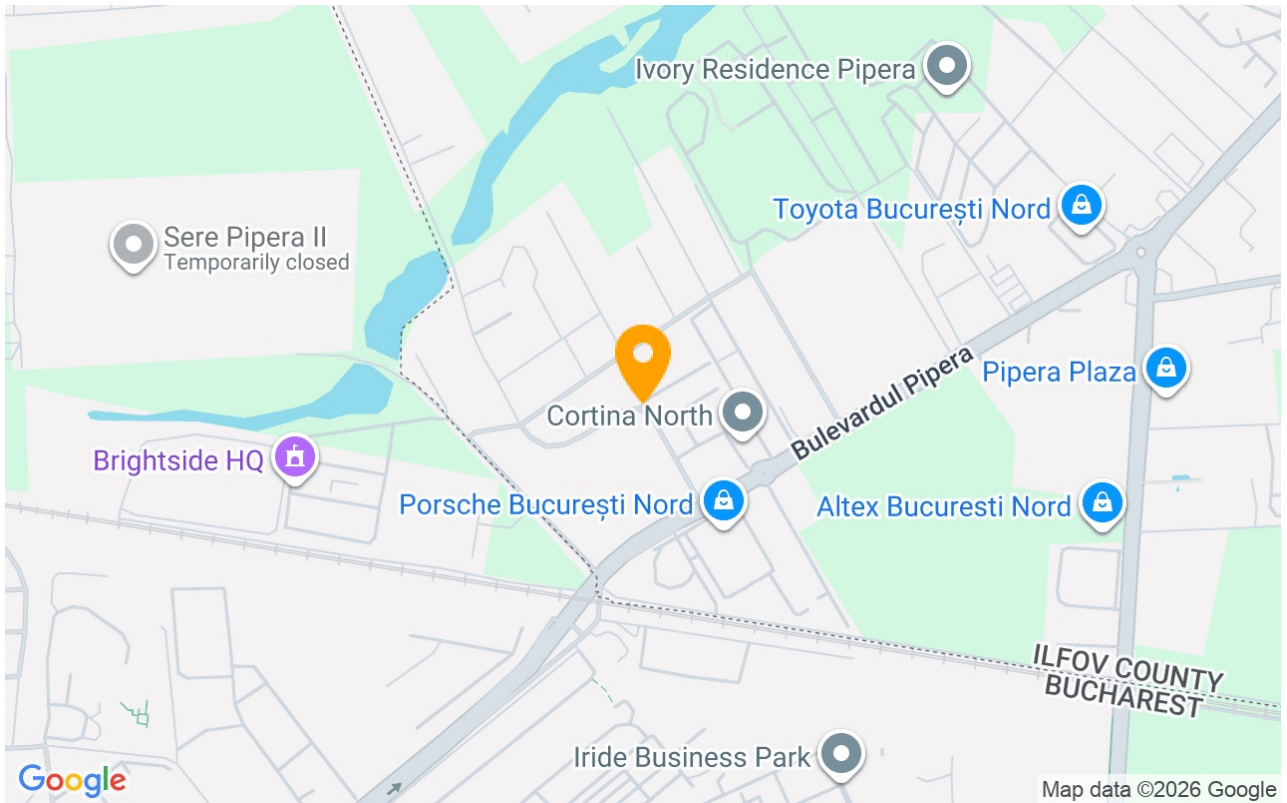 Ivory Residence Pipera
Toyota București Nord
Sere Pipera II
Temporarily closed
Bulevardul Pipera
Pipera Plaza
Cortina North
Brightside HQ
Porsche București Nord
Altex Bucuresti Nord
ILFOV COUNTY
BUCHAREST
Iride Business Park
Google
Map data ©2026 Google